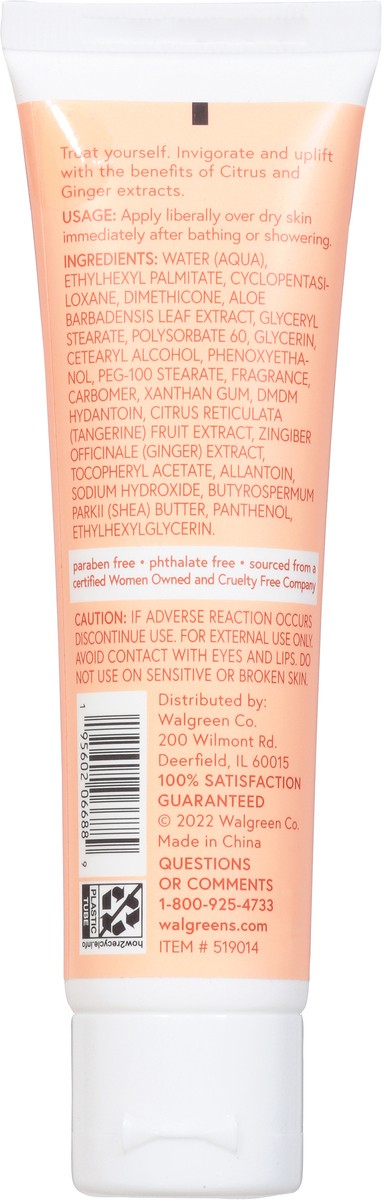 Treat yourself. Invigorate and uplift
with the benefits of Citrus and
Ginger extracts.
USAGE: Apply liberally over dry skin
immediately after bathing or showering.
INGREDIENTS: WATER (AQUA),
ETHYLHEXYL PALMITATE, CYCLOPENTASI-
LOXANE, DIMETHICONE, ALOE
BARBADENSIS LEAF EXTRACT, GLYCERYL
STEARATE, POLYSORBATE 60, GLYCERIN,
CETEARYL ALCOHOL, PHENOXYETHA-
NOL, PEG-100 STEARATE, FRAGRANCE,
CARBOMER, XANTHAN GUM, DMDM
HYDANTOIN, CITRUS RETICULATA
(TANGERINE) FRUIT EXTRACT, ZINGIBER
OFFICINALE (GINGER) EXTRACT,
TOCOPHERYL ACETATE, ALLANTOIN,
SODIUM HYDROXIDE, BUTYROSPERMUM
PARKII (SHEA) BUTTER, PANTHENOL,
ETHYLHEXYLGLYCERIN.
paraben free • phthalate free • sourced from a
certified Women Owned and Cruelty Free Company
CAUTION: IF ADVERSE REACTION OCCURS
DISCONTINUE USE. FOR EXTERNAL USE ONLY.
AVOID CONTACT WITH EYES AND LIPS. DO
NOT USE ON SENSITIVE OR BROKEN SKIN.
Distributed by:
Walgreen Co.
200 Wilmont Rd.
Deerfield, IL 60015
100% SATISFACTION
GUARANTEED
© 2022 Walgreen Co.
Made in China
QUESTIONS
OR COMMENTS
1-800-925-4733
walgreens.com
ITEM # 519014
1 95602 06688 9
PLASTIC
TUBE
how2recycle.info